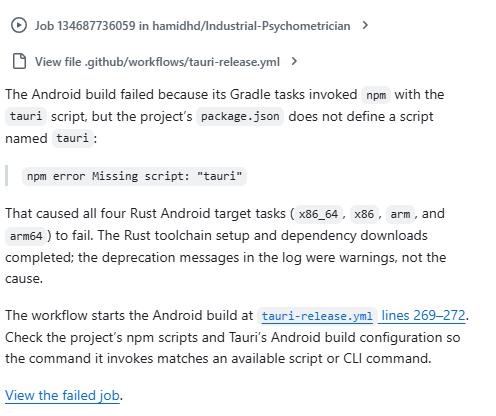 Job 134687736059 in hamidhd/Industrial-Psychometrician
View file .github/workflows/tauri-release.yml
The Android build failed because its Gradle tasks invoked npm with the
tauri script, but the project's package.json does not define a script
named tauri:
npm error Missing script: "tauri"
That caused all four Rust Android target tasks (x86_64, x86, arm, and
arm64) to fail. The Rust toolchain setup and dependency downloads
completed; the deprecation messages in the log were warnings, not the
cause.
The workflow starts the Android build at tauri-release.yml lines 269–272.
Check the project's npm scripts and Tauri's Android build configuration so
the command it invokes matches an available script or CLI command.
View the failed job.